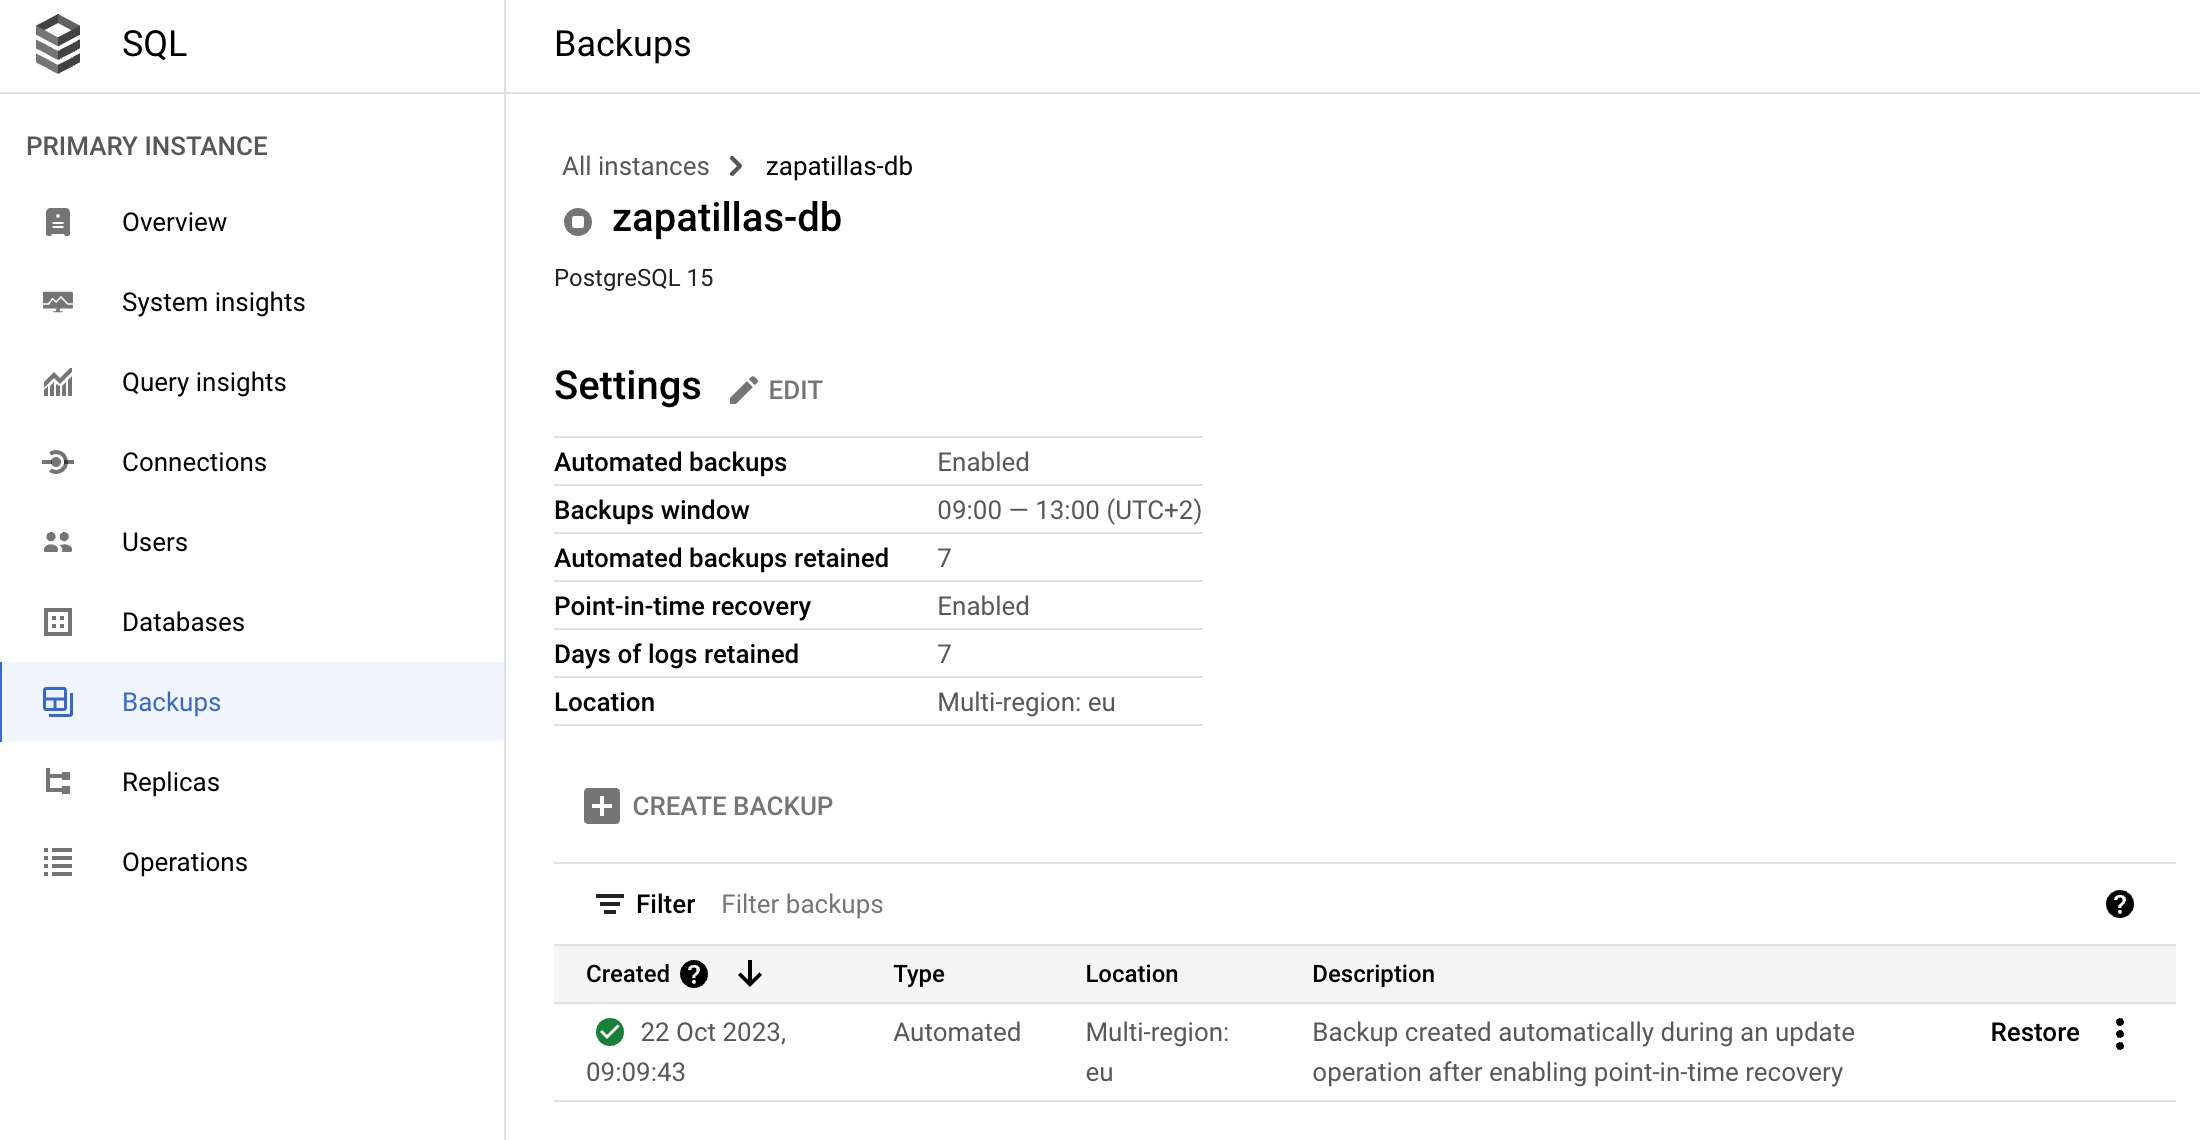 SQL
Backups
PRIMARY INSTANCE
Overview
System insights
Query insights
Connections
Users
Databases
Backups
Replicas
Operations
All instances zapatillas-db
zapatillas-db
PostgreSQL 15
Settings EDIT
Automated backups Enabled
Backups window 09:00 — 13:00 (UTC+2)
Automated backups retained 7
Point-in-time recovery Enabled
Days of logs retained 7
Location Multi-region: eu
CREATE BACKUP
Filter Filter backups
Created Type Location Description
22 Oct 2023, Automated Multi-region: Backup created automatically during an update Restore
09:09:43 eu operation after enabling point-in-time recovery